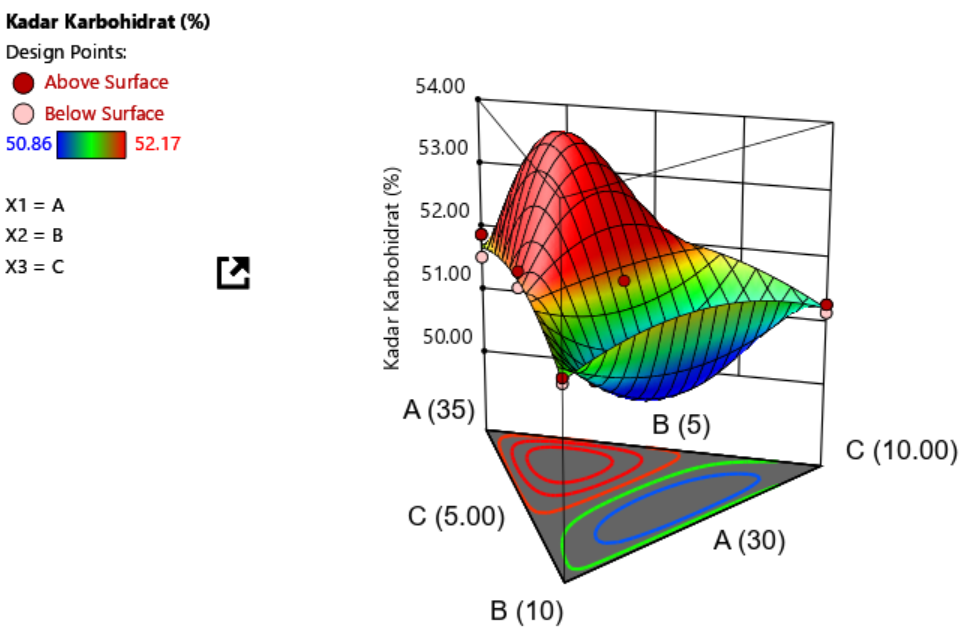 Kadar Karbohidrat (%)
Design Points:
Above Surface
Below Surface
50.86 52.17
X1 = A
X2 = B
X3 = C
54.00
53.00
52.00
51.00
50.00
Kadar Karbohidrat (%)
A (35)
B (5)
C (10.00)
C (5.00)
A (30)
B (10)